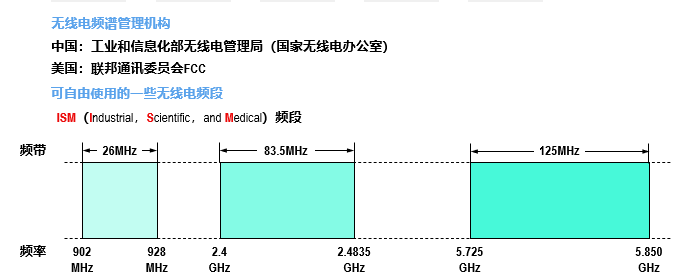 无线电频谱管理机构
中国：工业和信息化部无线电管理局（国家无线电办公室）
美国：联邦通讯委员会FCC
可自由使用的一些无线电频段
ISM（Industrial，Scientific，and Medical）频段
频带 26MHz 83.5MHz 125MHz
频率 902 928 2.4 2.4835 5.725 5.850
MHz MHz GHz GHz GHz GHz